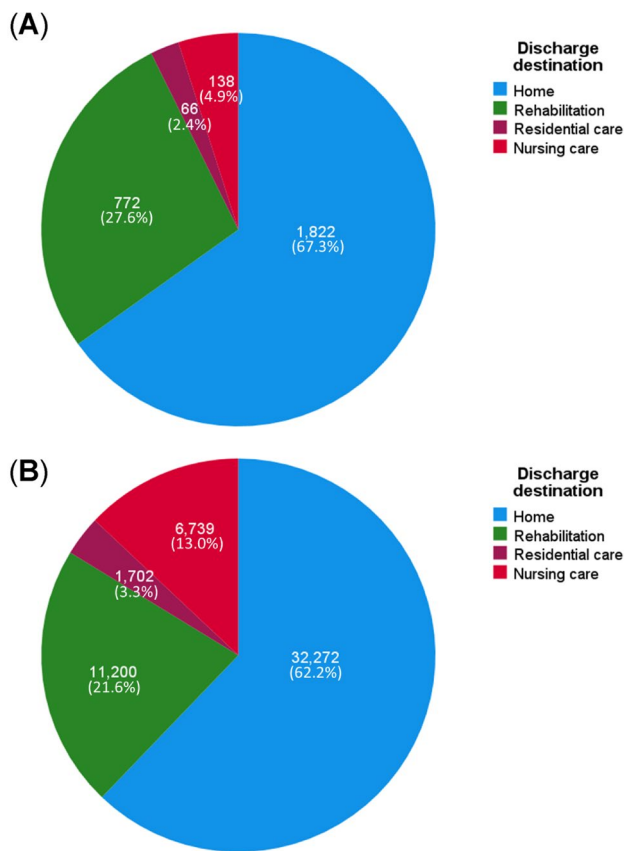 (A)
Discharge
destination
Home
Rehabilitation
Residential care
Nursing care
138
(4.9%)
66
(2.4%)
772
(27.6%)
1,822
(67.3%)
(B)
Discharge
destination
Home
Rehabilitation
Residential care
Nursing care
6,739
(13.0%)
1,702
(3.3%)
11,200
(21.6%)
32,272
(62.2%)